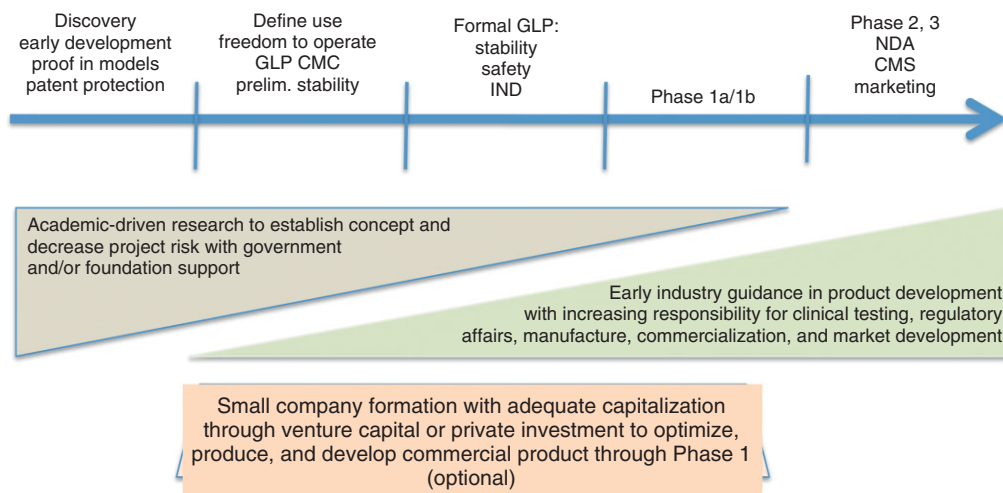 Discovery
early development
proof in models
patent protection
Define use
freedom to operate
GLP CMC
prelim. stability
Formal GLP:
stability
safety
IND
Phase 1a/1b
Phase 2, 3
NDA
CMS
marketing
Academic-driven research to establish concept and
decrease project risk with government
and/or foundation support
Early industry guidance in product development
with increasing responsibility for clinical testing, regulatory
affairs, manufacture, commercialization, and market development
Small company formation with adequate capitalization
through venture capital or private investment to optimize,
produce, and develop commercial product through Phase 1
(optional)